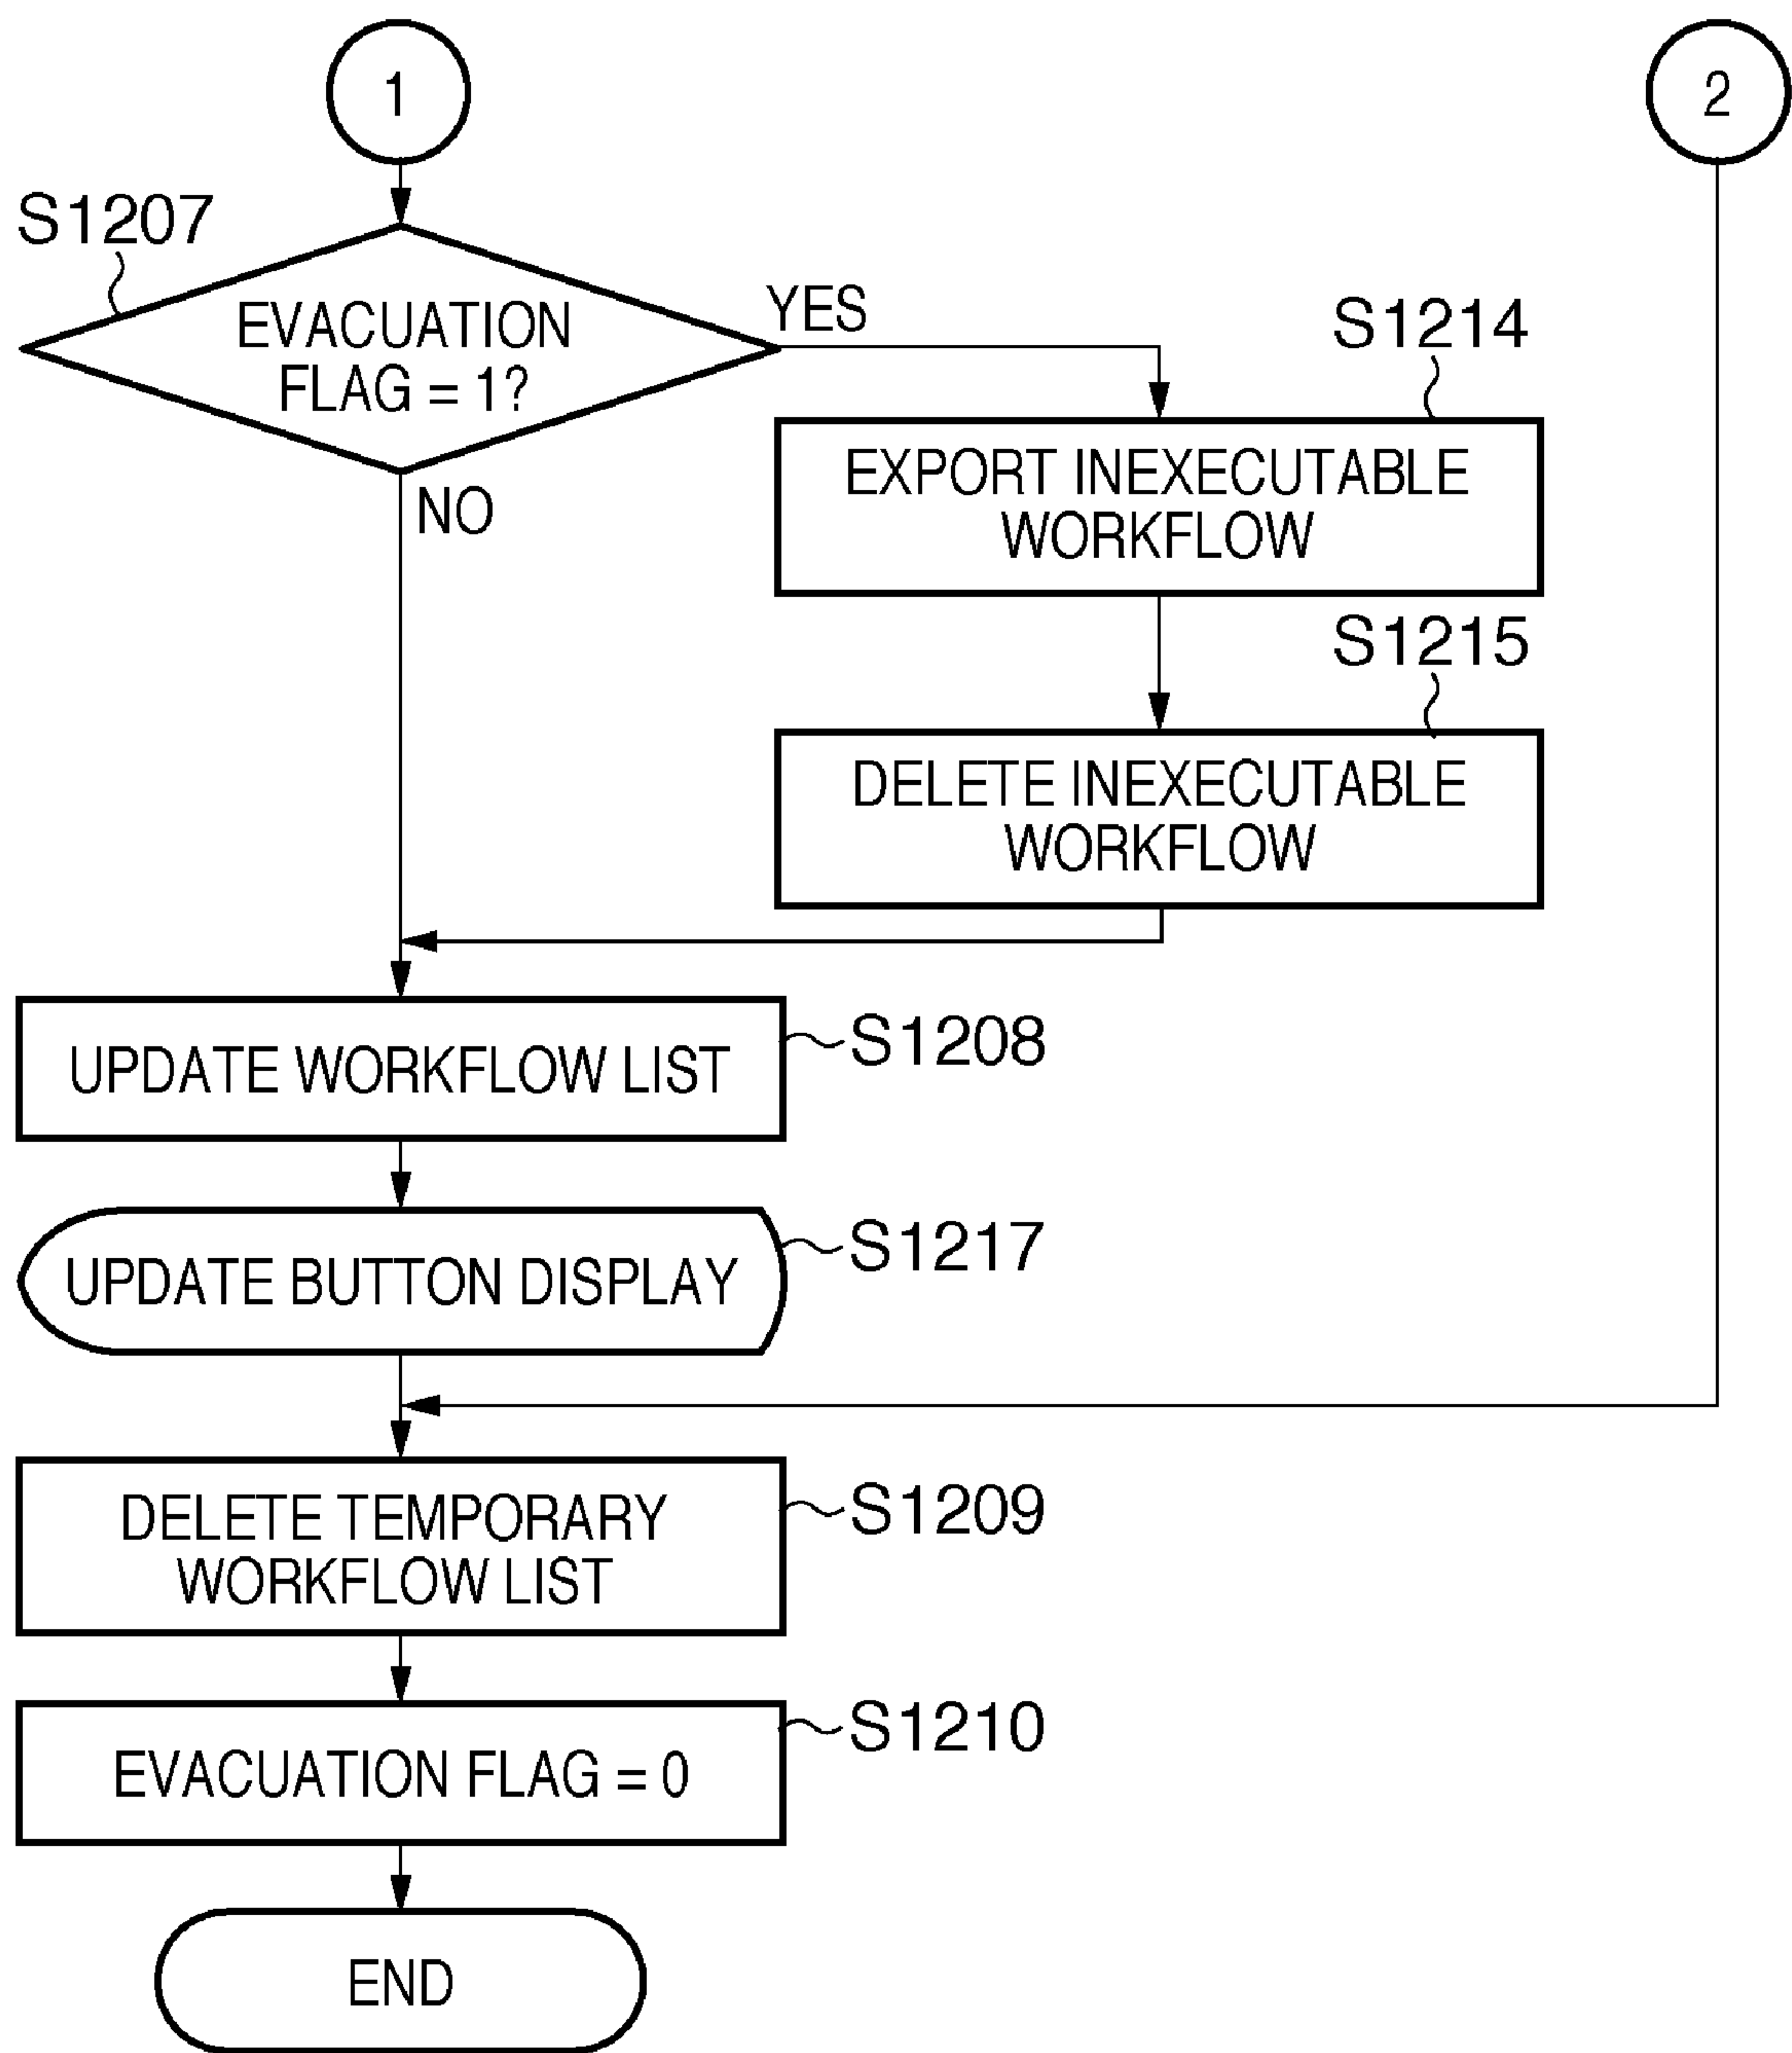 1
2
S1207
EVACUATION
FLAG = 1?
YES
NO
S1214
EXPORT INEXECUTABLE
WORKFLOW
S1215
DELETE INEXECUTABLE
WORKFLOW
UPDATE WORKFLOW LIST
S1208
UPDATE BUTTON DISPLAY
S1217
DELETE TEMPORARY
WORKFLOW LIST
S1209
EVACUATION FLAG = 0
S1210
END